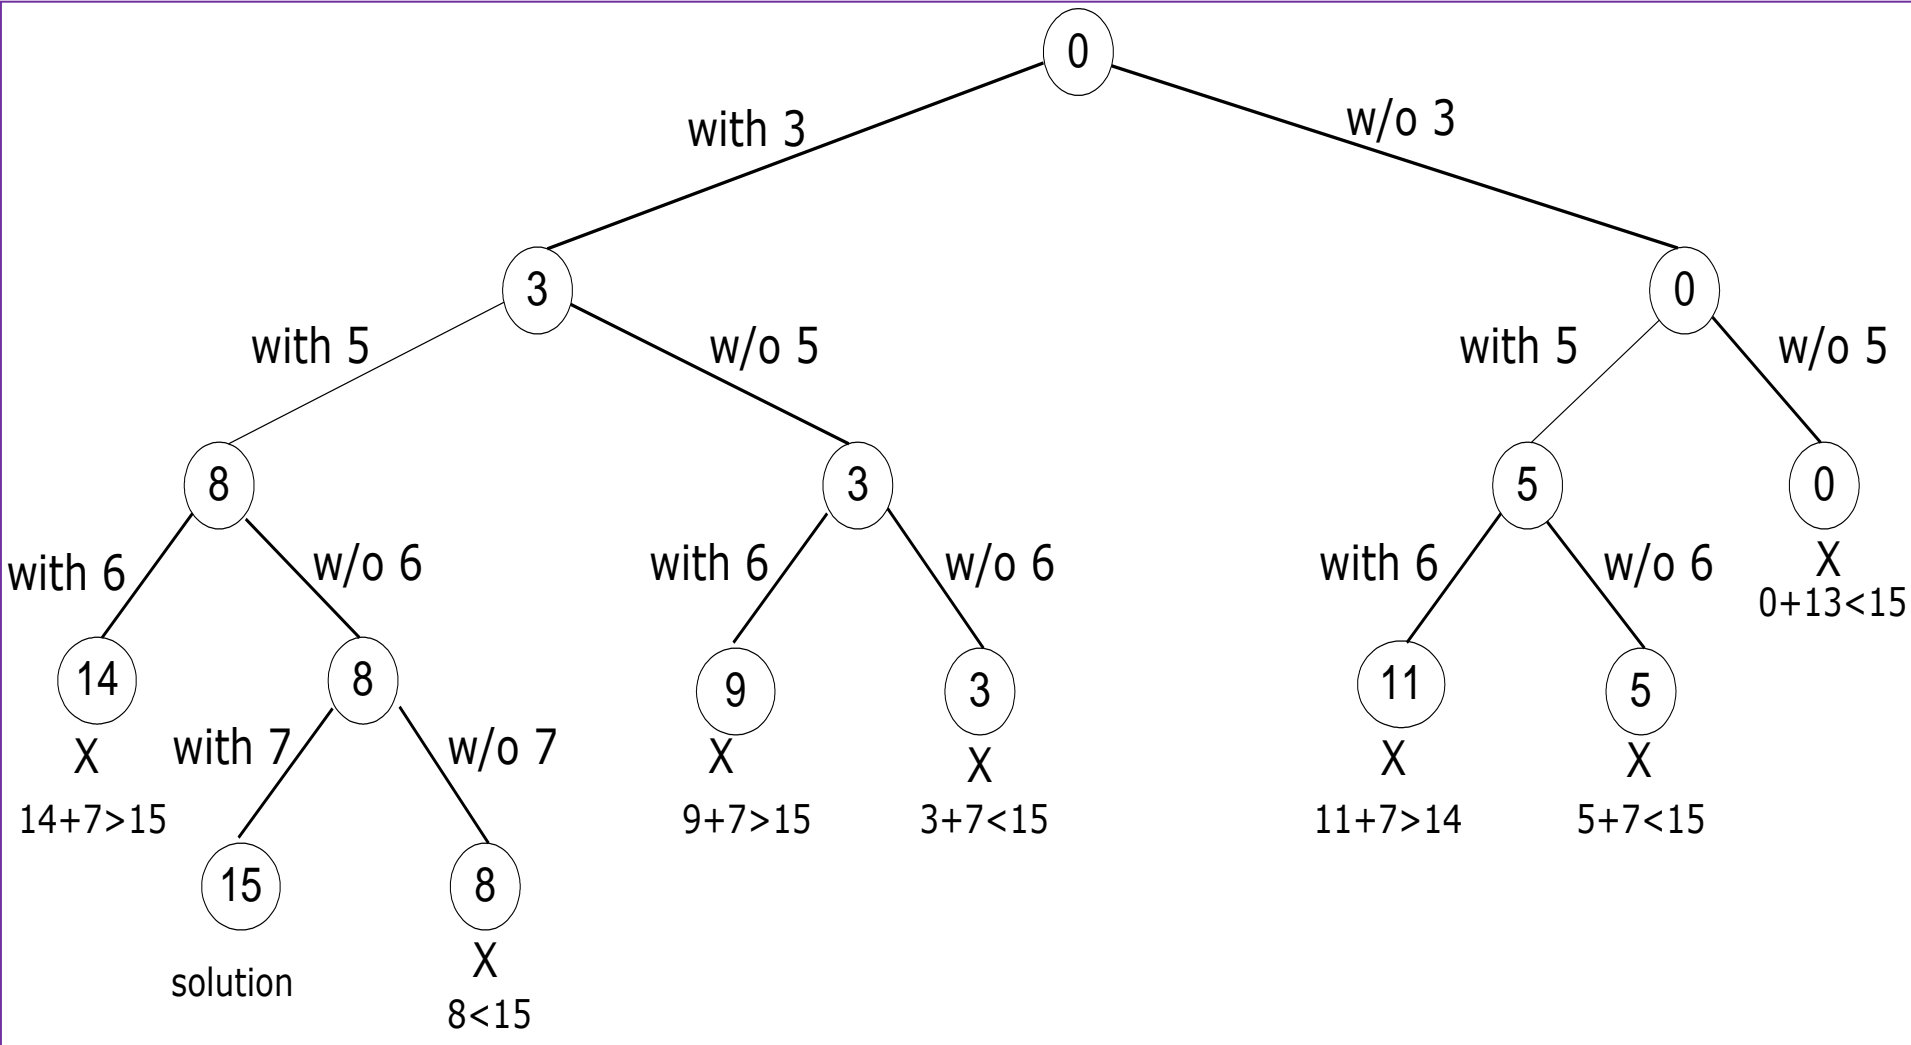 0
with 3
w/o 3
3
0
with 5
w/o 5
with 5
w/o 5
8
3
5
0
with 6
w/o 6
with 6
w/o 6
with 6
w/o 6
X
0+13<15
14
8
9
3
11
5
X
with 7
w/o 7
X
X
X
X
14+7>15
9+7>15
3+7<15
11+7>14
5+7<15
15
8
solution
X
8<15